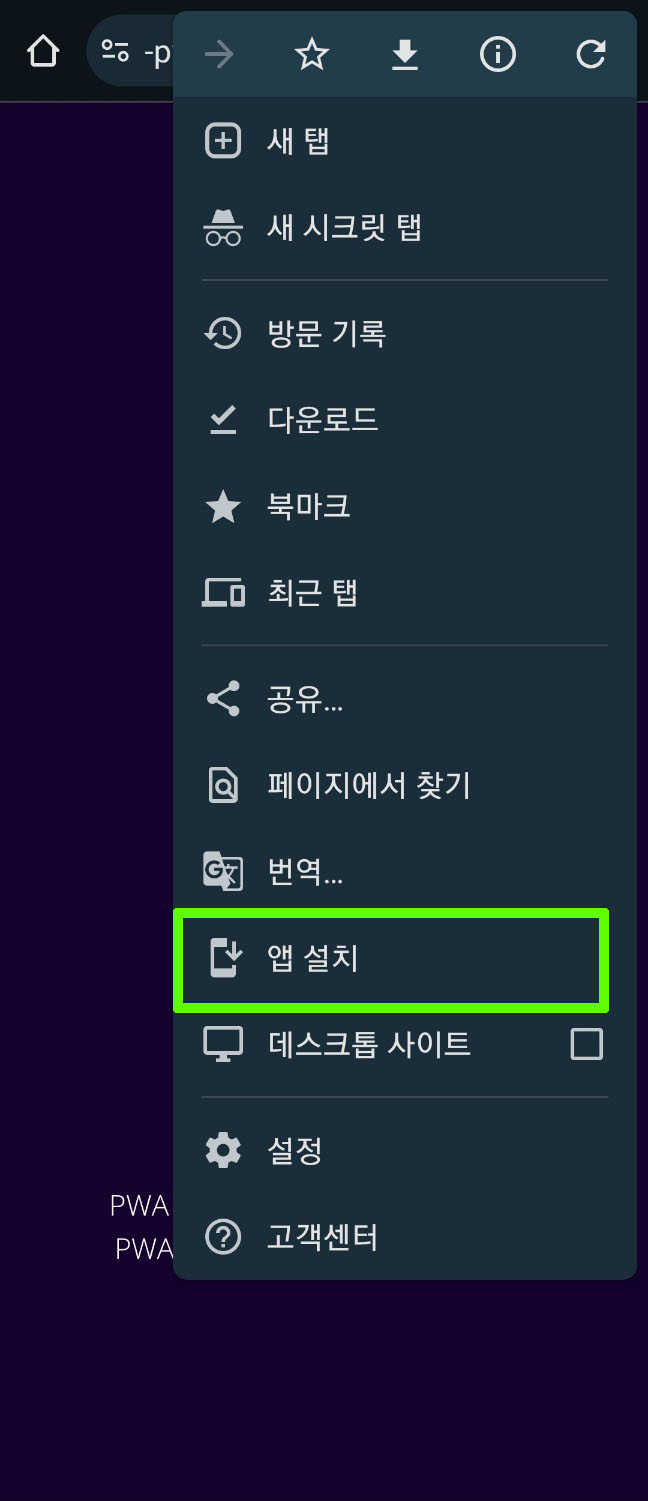 새 탭
새 시크릿 탭
방문 기록
다운로드
북마크
최근 탭
공유...
페이지에서 찾기
번역...
앱 설치
데스크톱 사이트
설정
고객센터
PWA
PWA